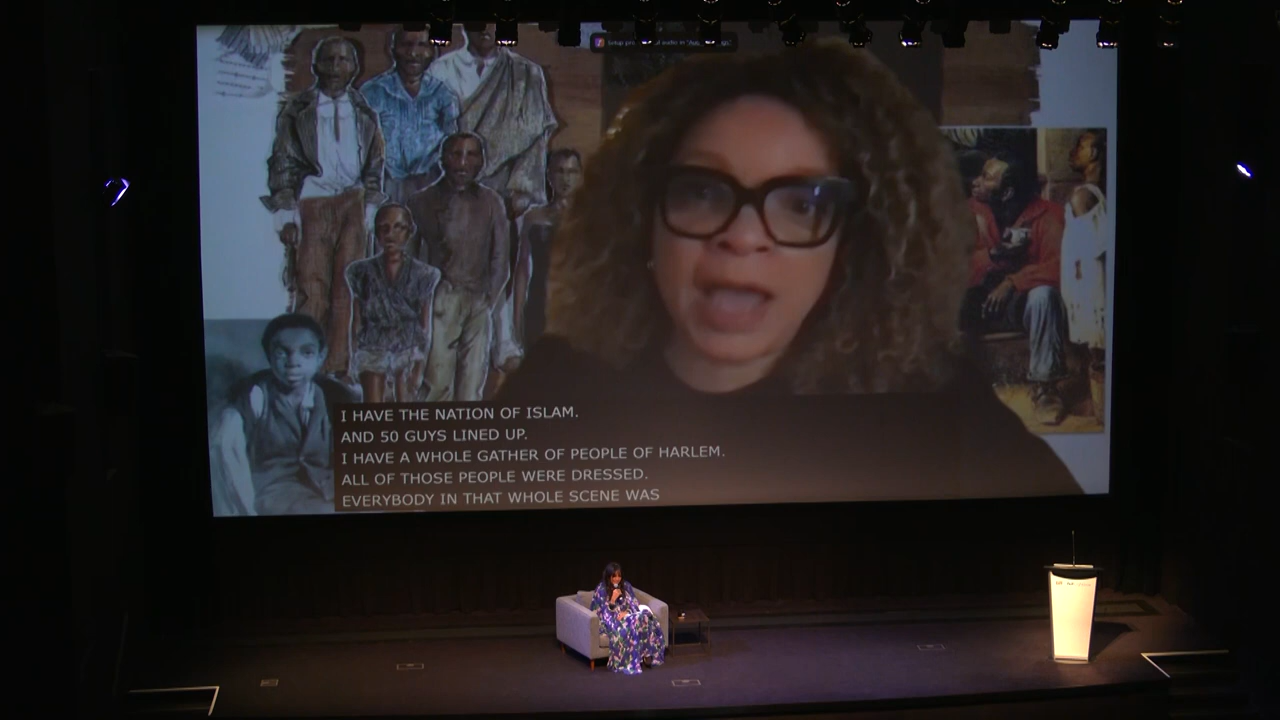 I HAVE THE NATION OF ISLAM.
AND 50 GUYS LINED UP.
I HAVE A WHOLE GATHER OF PEOPLE OF HARLEM.
ALL OF THOSE PEOPLE WERE DRESSED.
EVERYBODY IN THAT WHOLE SCENE WAS